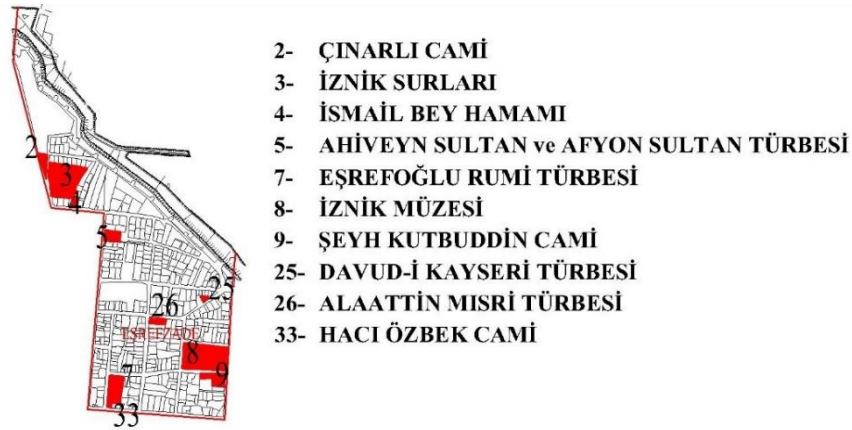 2- ÇINARLI CAMİ
3- İZNİK SURLARI
4- İSMAİL BEY HAMAMI
5- AHİVEYN SULTAN ve AFYON SULTAN TÜRBESİ
7- EŞREFOĞLU RUMİ TÜRBESİ
8- İZNİK MÜZESİ
9- ŞEYH KUTBUDDİN CAMİ
25- DAVUD-İ KAYSERİ TÜRBESİ
26- ALAATTİN MISRİ TÜRBESİ
33- HACI ÖZBEK CAMİ
2
3
4
5
25
26
EŞREFZADE
8
7
9
33